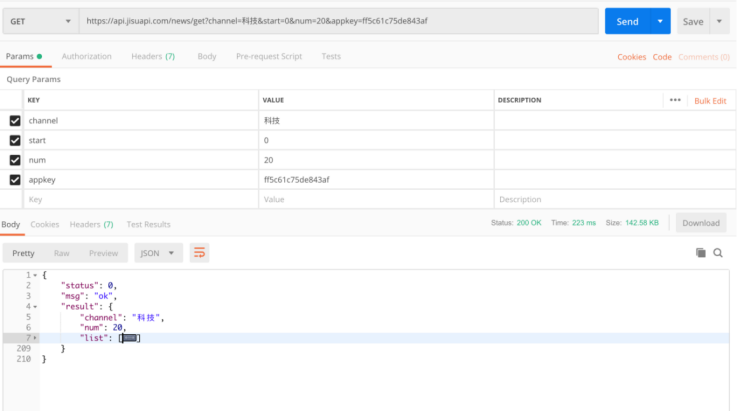 GET https://api.jisuapi.com/news/get?channel=科技&start=0&num=20&appkey=ff5c61c75de843af Send Save
Params Authorization Headers (7) Body Pre-request Script Tests Cookies Code Comments (0)
Query Params
KEY VALUE DESCRIPTION ••• Bulk Edit
channel 科技
start 0
num 20
appkey ff5c61c75de843af
Key Value Description
Body Cookies Headers (7) Test Results Status: 200 OK Time: 223 ms Size: 142.58 KB Download
Pretty Raw Preview JSON
1 {
2 "status": 0,
3 "msg": "ok",
4 "result": {
5 "channel": "科技",
6 "num": 20,
7 "list": []
209 }
210 }